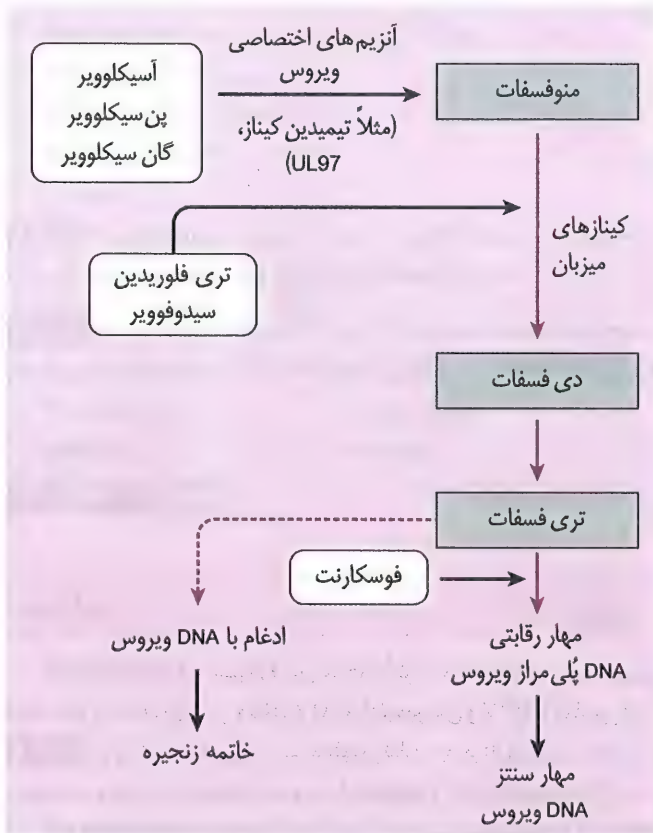 آنزیم‌های اختصاصی
ویروس
(مثلاً تیمیدین کیناز،
UL97)
آسیکلوویر
پن‌سیکلوویر
گان سیکلوویر
منوفسفات
کینازهای
میزبان
تری فلوریدین
سیدوفوویر
دی فسفات
تری فسفات
فوسکارنت
ادغام با DNA ویروس
خاتمه زنجیره
مهار رقابتی
DNA پُلی‌مراز ویروس
مهار سنتز
DNA ویروس